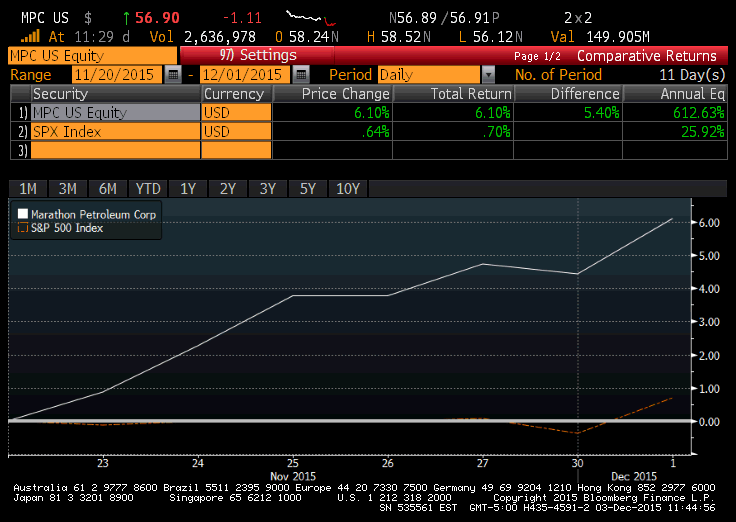 MPC US $ ↑ 56.90 -1.11 N56.89 /56.91P 2x2
At 11:29 d Vol 2,636,978 O 58.24N H 58.52N L 56.12N Val 149.905M
MPC US Equity 97) Settings Page 1/2 Comparative Returns
Range 11/20/2015 - 12/01/2015 Period Daily No. of Period 11 Day(s)
Security Currency Price Change Total Return Difference Annual Eq
1) MPC US Equity USD 6.10% 6.10% 5.40% 612.63%
2) SPX Index USD .64% .70% 25.92%
3)
1M 3M 6M YTD 1Y 2Y 3Y 5Y 10Y
Marathon Petroleum Corp
S&P 500 Index
6.00
5.00
4.00
3.00
2.00
1.00
0.00
23 24 25 26 27 30 1
Nov 2015 Dec 2015
Australia 61 2 9777 8600 Brazil 5511 2395 9000 Europe 44 20 7330 7500 Germany 49 69 9204 1210 Hong Kong 852 2977 6000
Japan 81 3 3201 8900 Singapore 65 6212 1000 U.S. 1 212 318 2000 Copyright 2015 Bloomberg Finance L.P.
SN 535561 EST GMT-5:00 H435-4591-2 03-Dec-2015 11:44:56